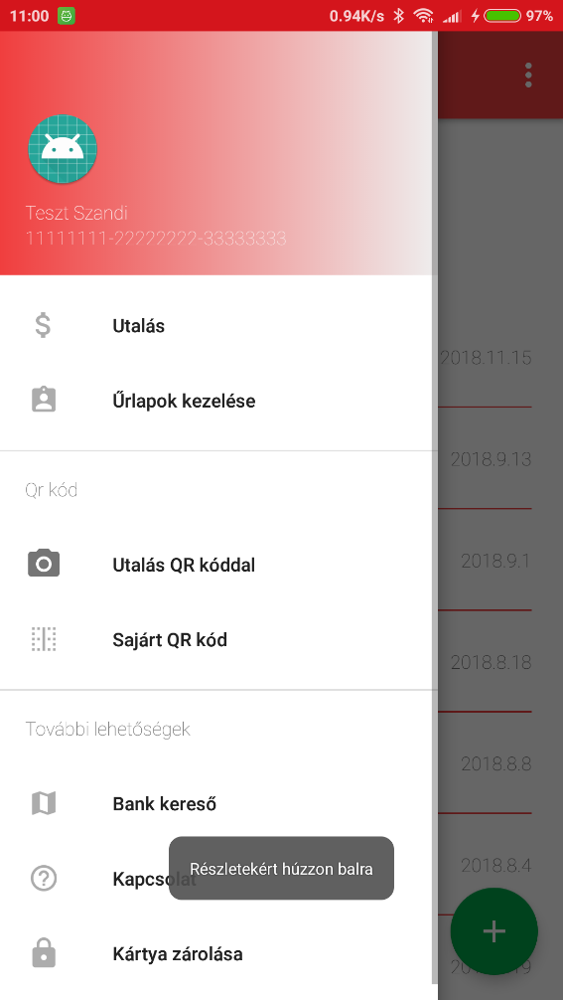 11:00
0.94K/s
97%
Teszt Szandi
11111111-22222222-33333333
Utalás
Űrlapok kezelése
Qr kód
Utalás QR kóddal
Sajárt QR kód
További lehetőségek
Bank kereső
Kapcsolat
Részletekért húzzon balra
Kártya zárolása
2018.11.15
2018.9.13
2018.9.1
2018.8.18
2018.8.8
2018.8.4